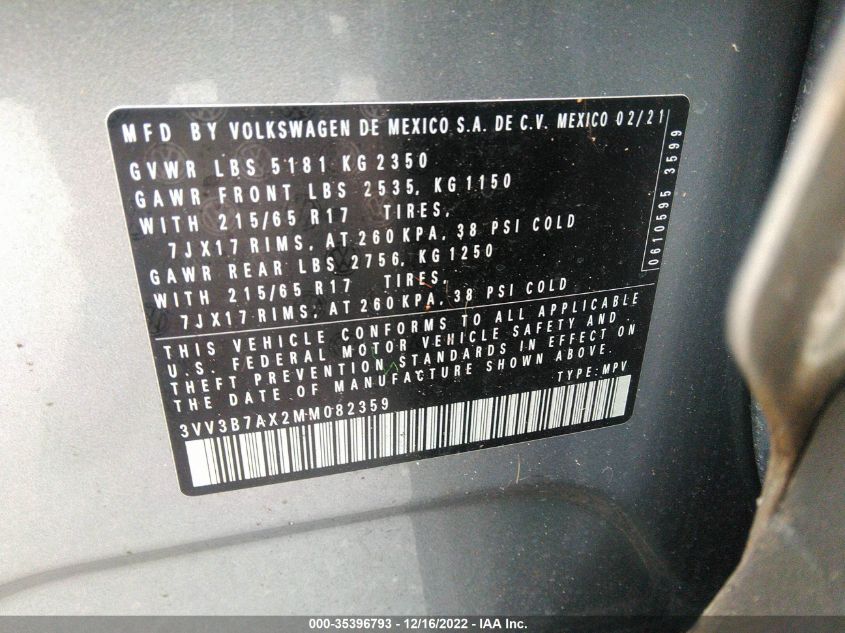 MFD BY VOLKSWAGEN DE MEXICO S.A. DE C.V. MEXICO 02/21
GVWR LBS 5181 KG 2350
GAWR FRONT LBS 2535, KG 1150
WITH 215/65 R17 TIRES,
7JX17 RIMS, AT 260 KPA, 38 PSI COLD
GAWR REAR LBS 2756, KG 1250
WITH 215/65 R17 TIRES,
7JX17 RIMS, AT 260 KPA, 38 PSI COLD
0610595 3599
THIS VEHICLE CONFORMS TO ALL APPLICABLE
U.S. FEDERAL MOTOR VEHICLE SAFETY AND
THEFT PREVENTION STANDARDS IN EFFECT ON
THE DATE OF MANUFACTURE SHOWN ABOVE.
TYPE: MPV
3VV3B7AX2MM082359
000-35396793 - 12/16/2022 - IAA Inc.